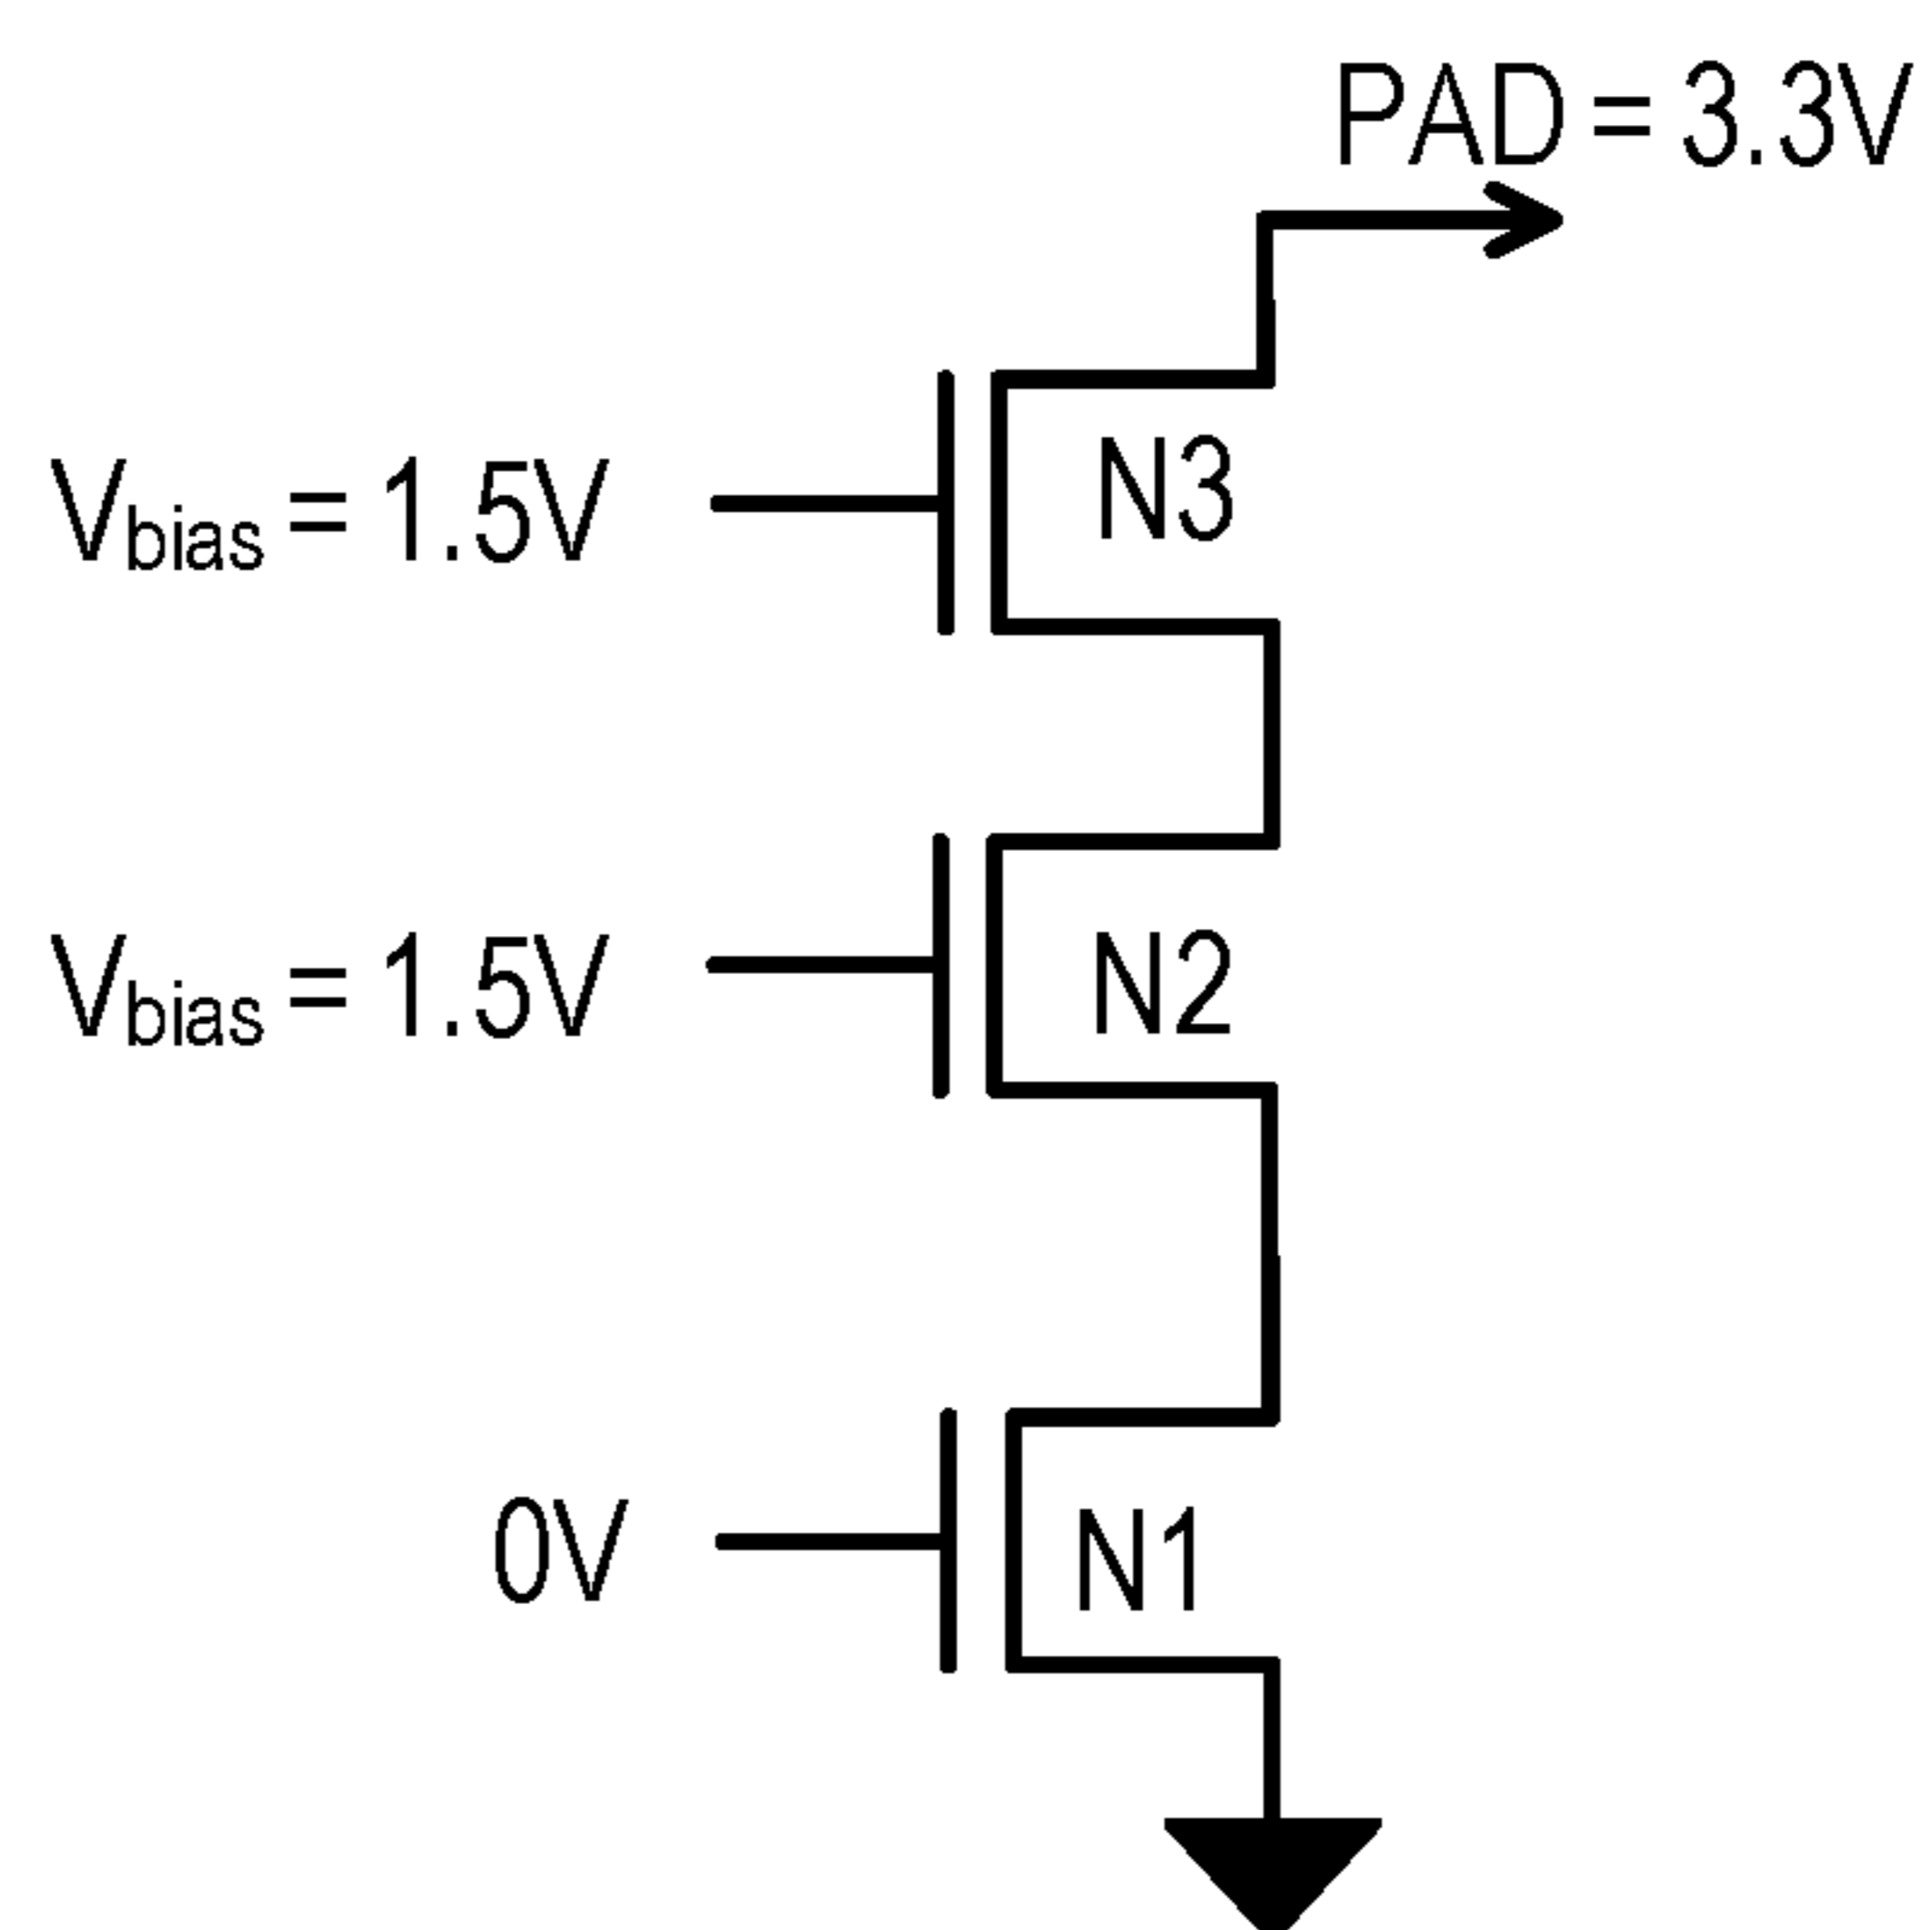 PAD = 3.3V
Vbias = 1.5V
N3
Vbias = 1.5V
N2
0V
N1